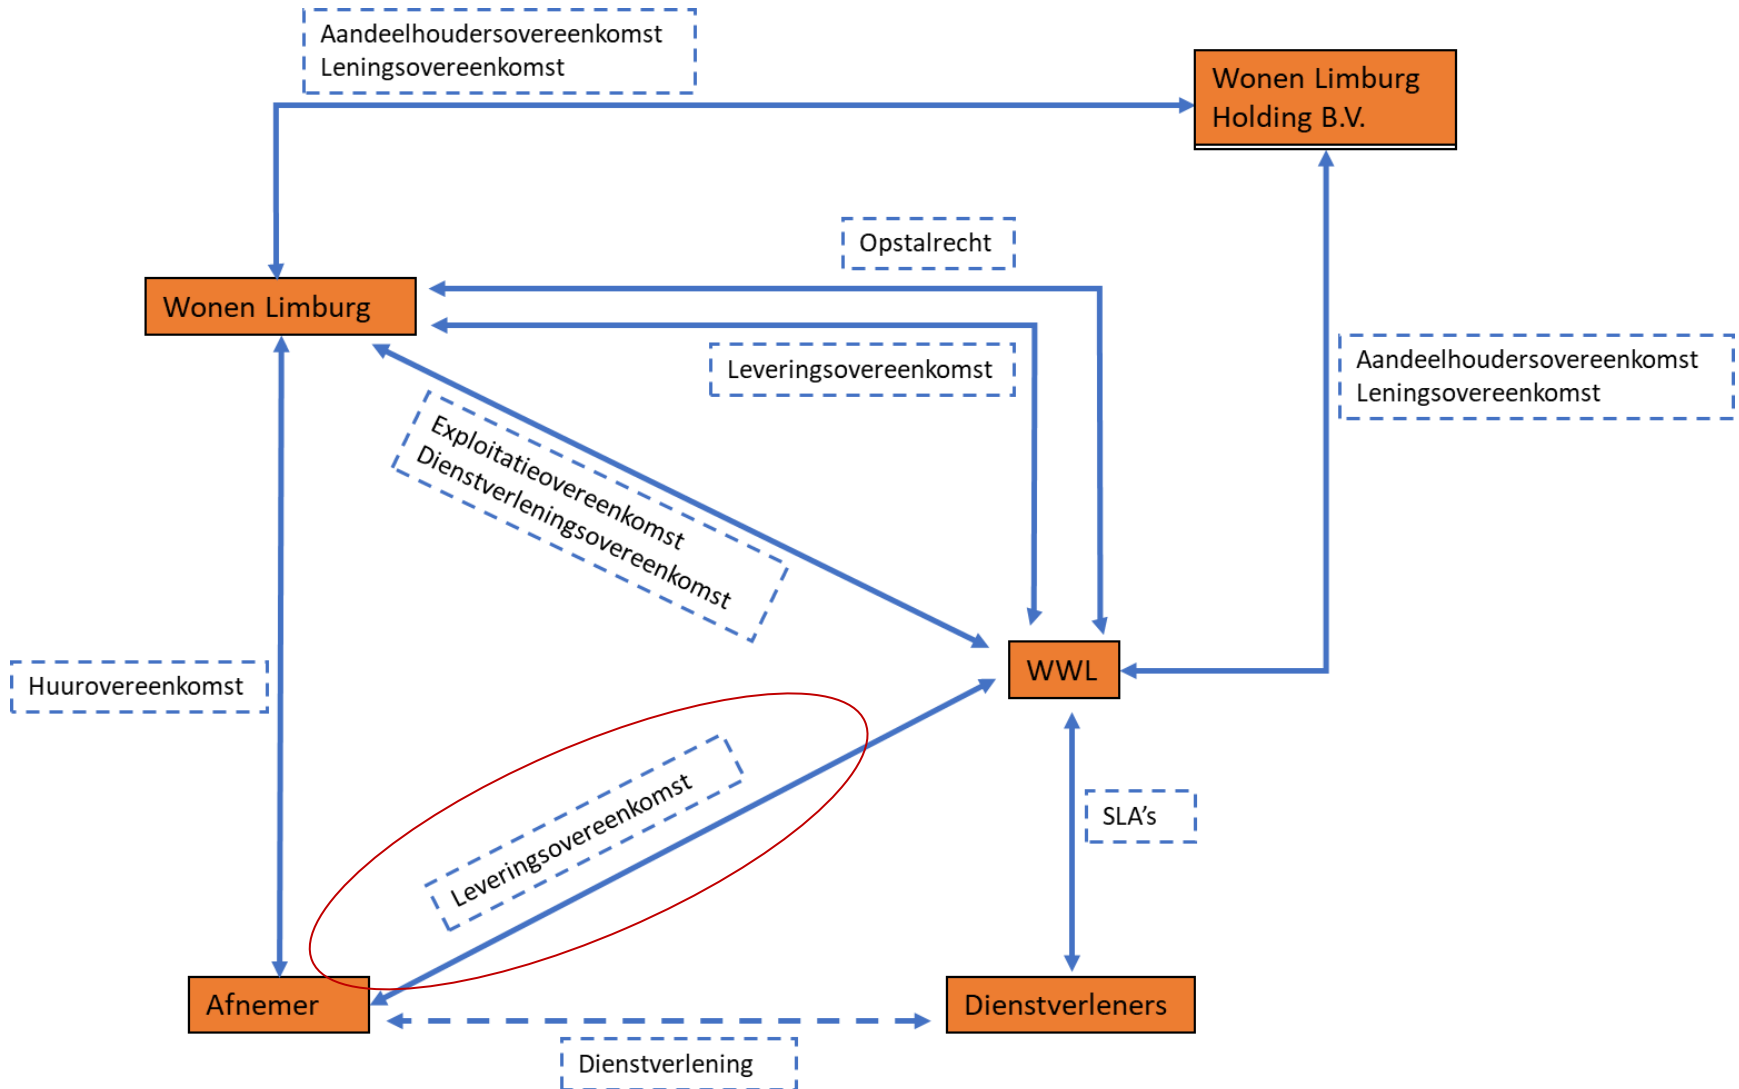 Aandeelhoudersovereenkomst
Leningsovereenkomst
Wonen Limburg
Holding B.V.
Opstalrecht
Wonen Limburg
Leveringsovereenkomst
Aandeelhoudersovereenkomst
Leningsovereenkomst
Exploitatieovereenkomst
Dienstverleningsovereenkomst
Huurovereenkomst
WWL
Leveringsovereenkomst
SLA’s
Afnemer
Dienstverleners
Dienstverlening